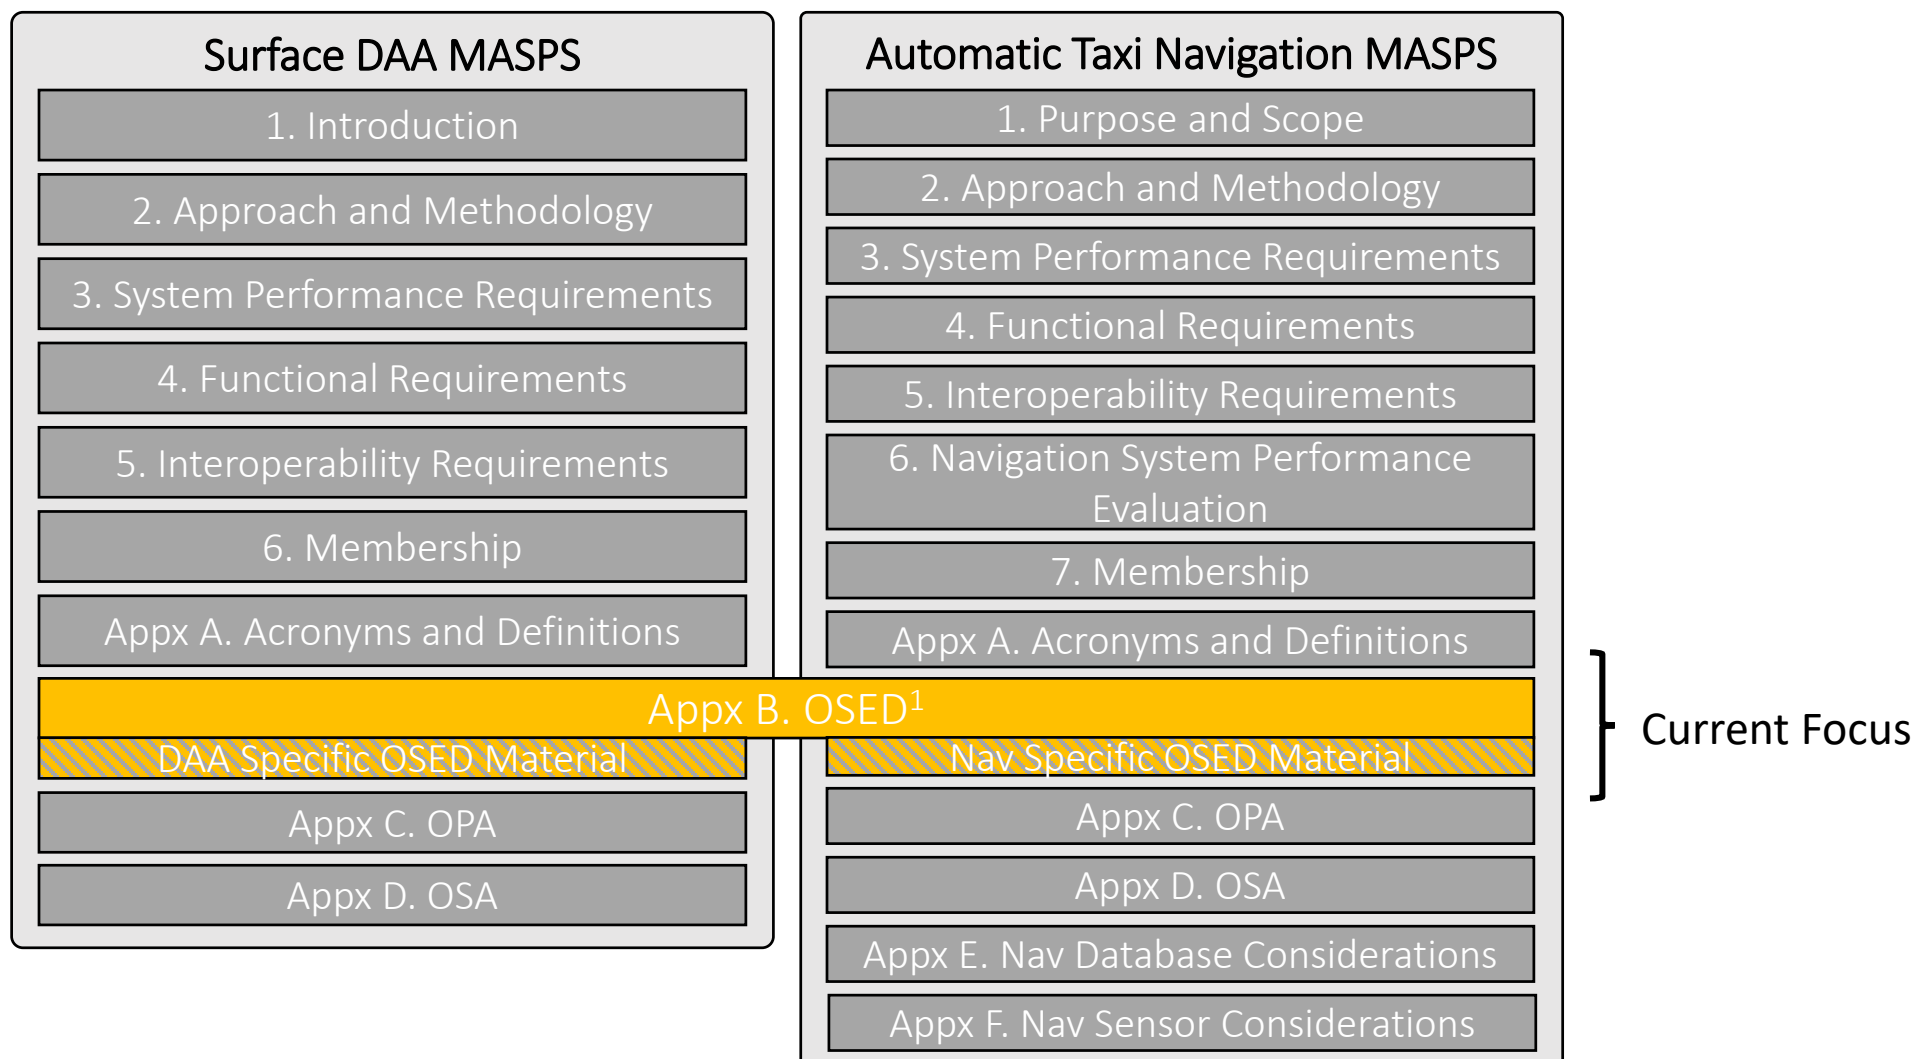 Surface DAA MASPS
1. Introduction
2. Approach and Methodology
3. System Performance Requirements
4. Functional Requirements
5. Interoperability Requirements
6. Membership
Appx A. Acronyms and Definitions
Automatic Taxi Navigation MASPS
1. Purpose and Scope
2. Approach and Methodology
3. System Performance Requirements
4. Functional Requirements
5. Interoperability Requirements
6. Navigation System Performance
Evaluation
7. Membership
Appx A. Acronyms and Definitions
Appx B. OSED¹
DAA Specific OSED Material
Nav Specific OSED Material
Appx C. OPA
Appx D. OSA
Appx C. OPA
Appx D. OSA
Appx E. Nav Database Considerations
Appx F. Nav Sensor Considerations
Current Focus